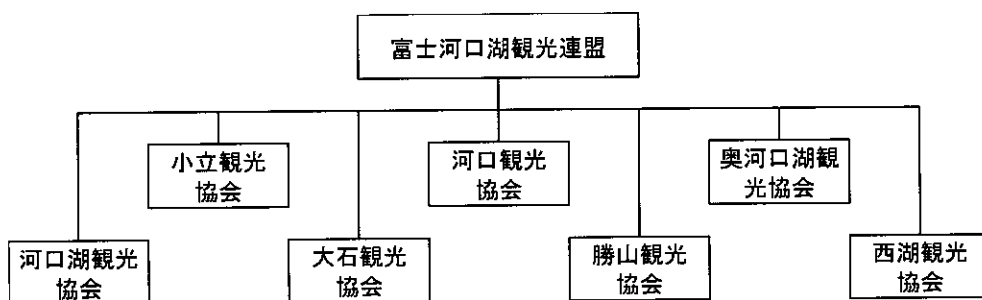 富士河口湖観光連盟
小立観光
協会
河口観光
協会
奥河口湖観
光協会
河口湖観光
協会
大石観光
協会
勝山観光
協会
西湖観光
協会